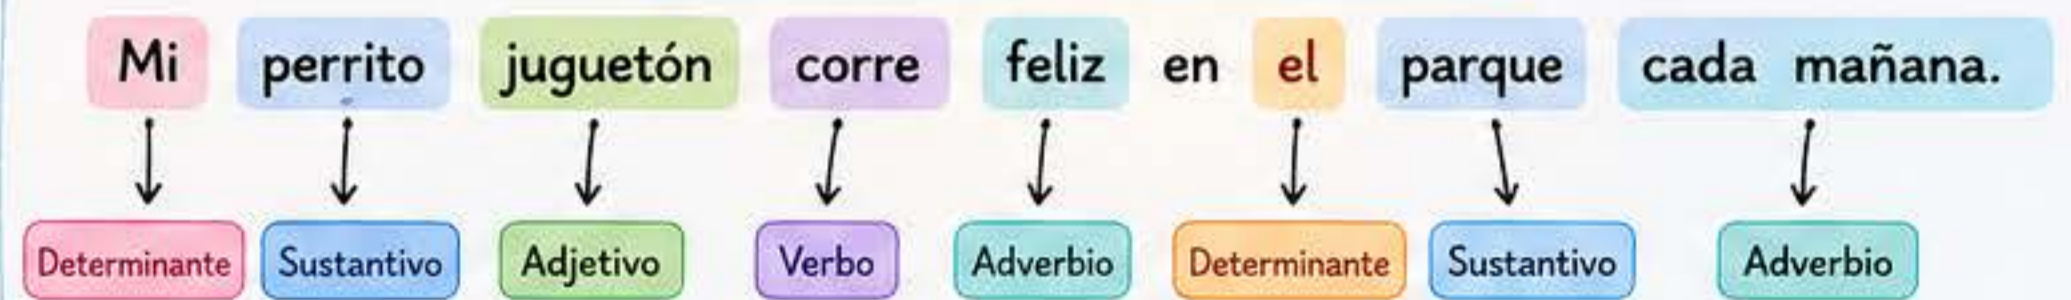 Mi perrito juguetón corre feliz en el parque cada mañana.
Determinante Sustantivo Adjetivo Verbo Adverbio Determinante Sustantivo Adverbio